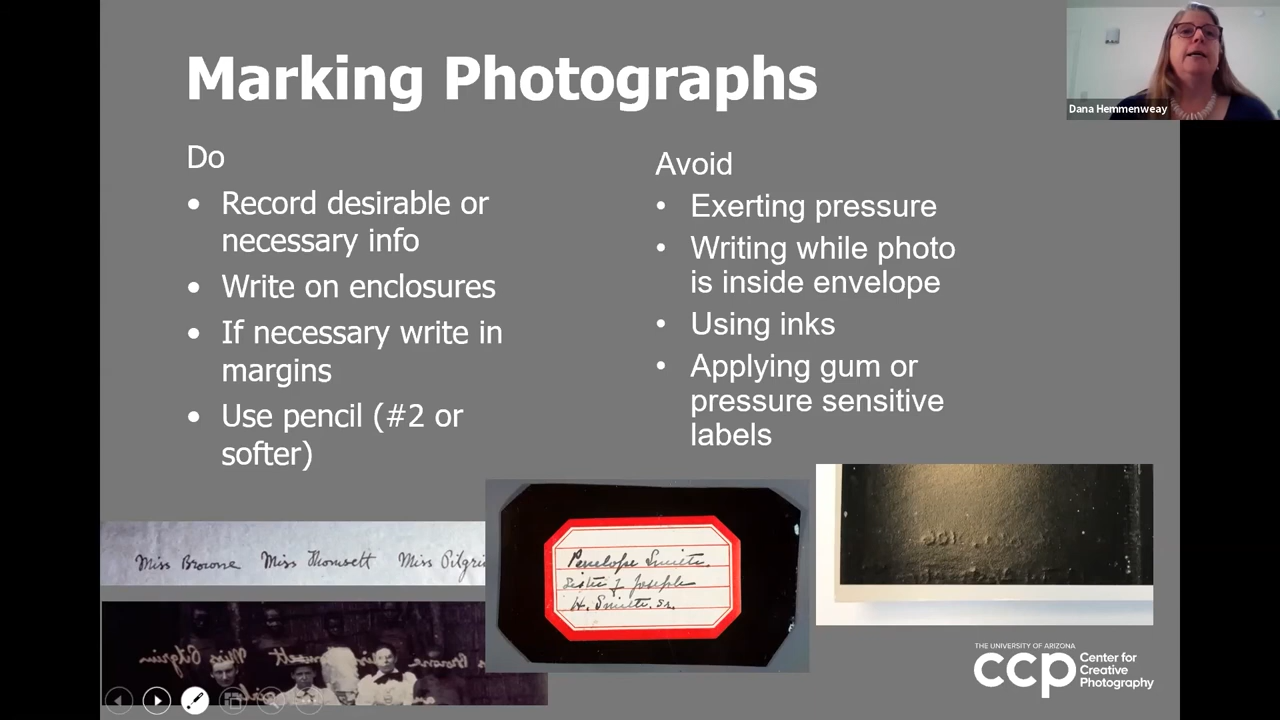 Marking Photographs
Dana Hemmenweay
Do
• Record desirable or
necessary info
• Write on enclosures
• If necessary write in
margins
• Use pencil (#2 or
softer)
Avoid
• Exerting pressure
• Writing while photo
is inside envelope
• Using inks
• Applying gum or
pressure sensitive
labels
Miss Browne Miss Thomsett Miss Pilgri
Penelope Smith.
Sister J Joseph
H. Smith. Sr.
THE UNIVERSITY OF ARIZONA
ccp
Center for
Creative
Photography